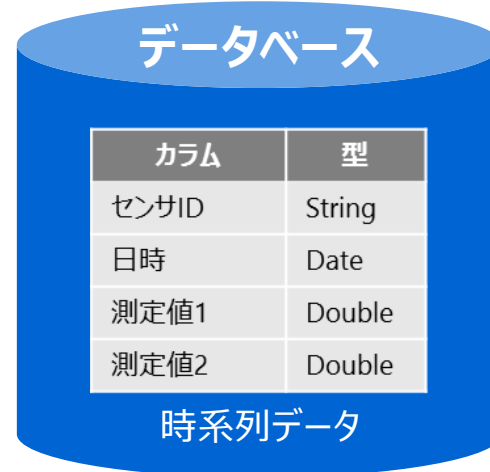 データベース
カラム 型
センサID String
日時 Date
測定値1 Double
測定値2 Double
時系列データ